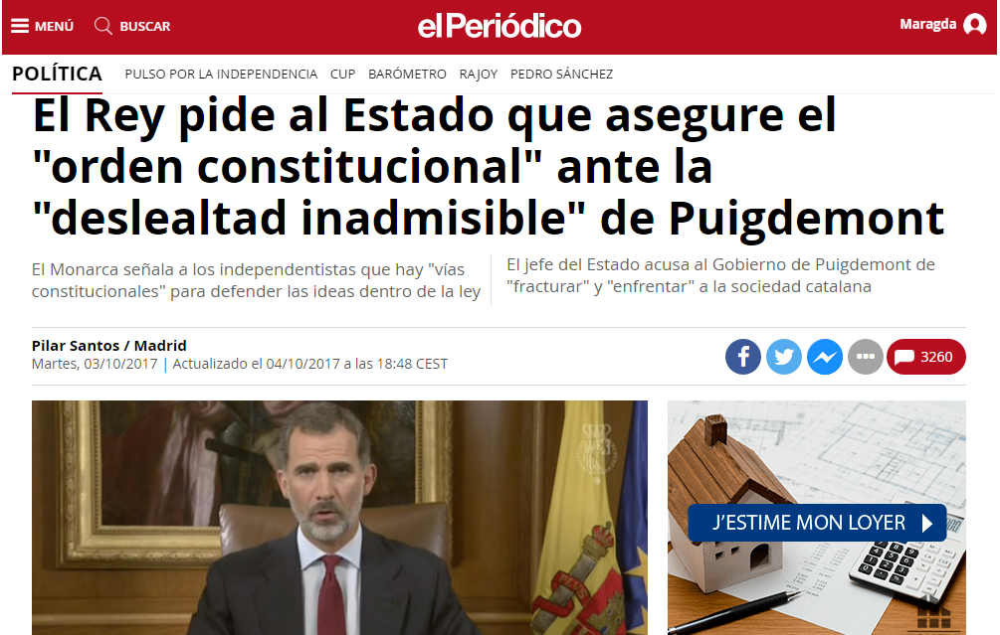 MENÚ
BUSCAR
el Periódico
Maragda
POLÍTICA
PULSO POR LA INDEPENDENCIA
CUP
BARÓMETRO
RAJOY
PEDRO SÁNCHEZ
El Rey pide al Estado que asegure el
"orden constitucional" ante la
"deslealtad inadmisible" de Puigdemont
El Monarca señala a los independentistas que hay "vías
constitucionales" para defender las ideas dentro de la ley
El jefe del Estado acusa al Gobierno de Puigdemont de
"fracturar" y "enfrentar" a la sociedad catalana
Pilar Santos / Madrid
Martes, 03/10/2017 | Actualizado el 04/10/2017 a las 18:48 CEST
3260
J'ESTIME MON LOYER